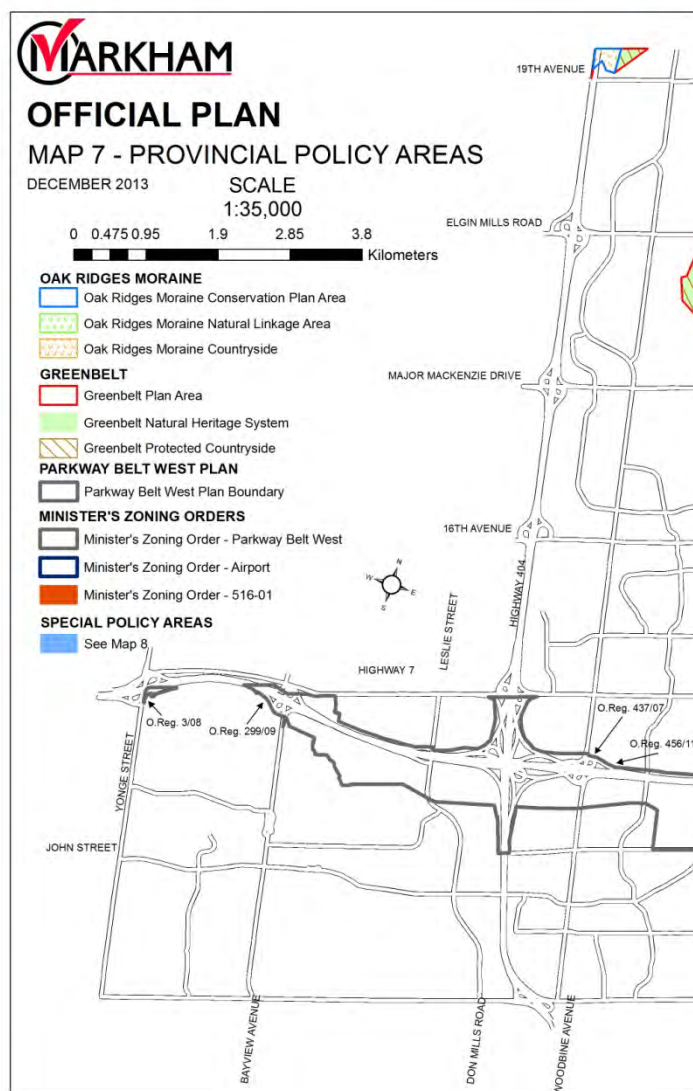 MARKHAM
OFFICIAL PLAN
MAP 7 - PROVINCIAL POLICY AREAS
DECEMBER 2013
SCALE
1:35,000
0 0.475 0.95 1.9 2.85 3.8
Kilometers
OAK RIDGES MORAINE
Oak Ridges Moraine Conservation Plan Area
Oak Ridges Moraine Natural Linkage Area
Oak Ridges Moraine Countryside
GREENBELT
Greenbelt Plan Area
Greenbelt Natural Heritage System
Greenbelt Protected Countryside
PARKWAY BELT WEST PLAN
Parkway Belt West Plan Boundary
MINISTER'S ZONING ORDERS
Minister's Zoning Order - Parkway Belt West
Minister's Zoning Order - Airport
Minister's Zoning Order - 516-01
SPECIAL POLICY AREAS
See Map 8
19TH AVENUE
ELGIN MILLS ROAD
MAJOR MACKENZIE DRIVE
16TH AVENUE
HIGHWAY 404
LESLIE STREET
N
W
E
S
HIGHWAY 7
O.Reg. 3/08
O.Reg. 299/09
O.Reg. 437/07
O.Reg. 456/11
YONGE STREET
JOHN STREET
BAYVIEW AVENUE
DON MILLS ROAD
WOODBINE AVENUE